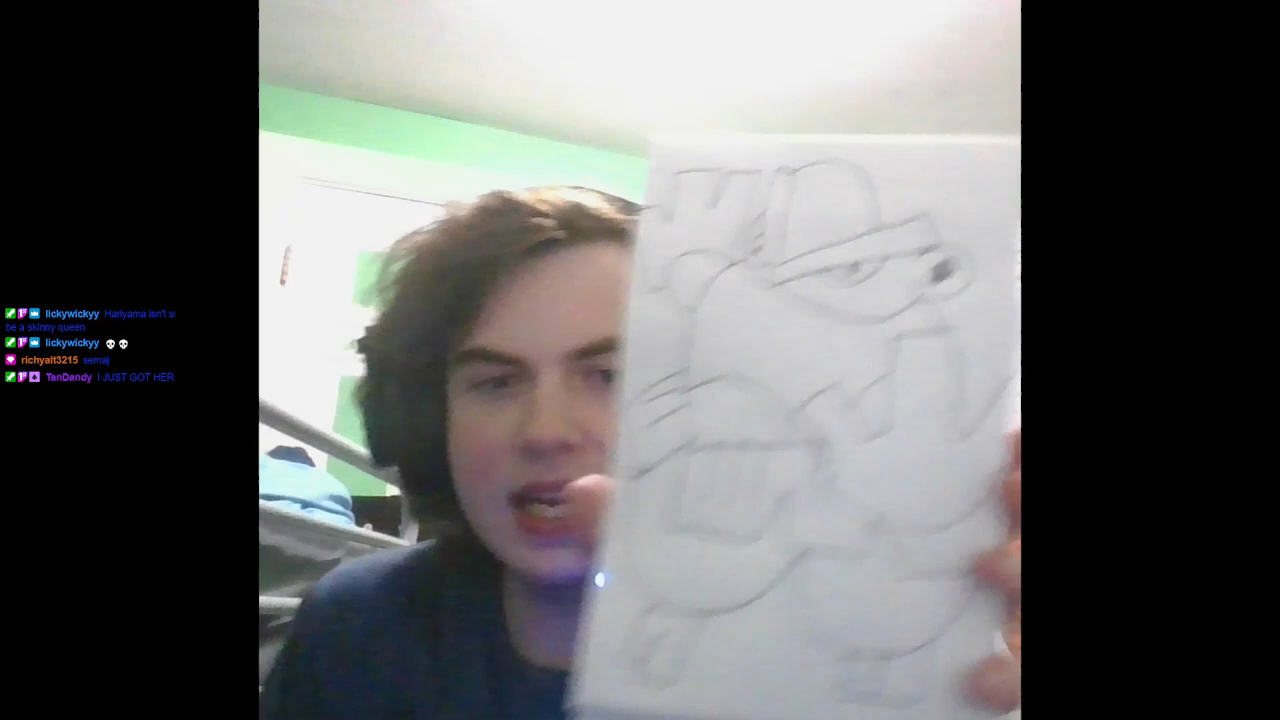 lickywickyy Hariyama isn't s
be a skinny queen
lickywickyy 💀💀
richyalt3215 semaj
TanDandy I JUST GOT HER